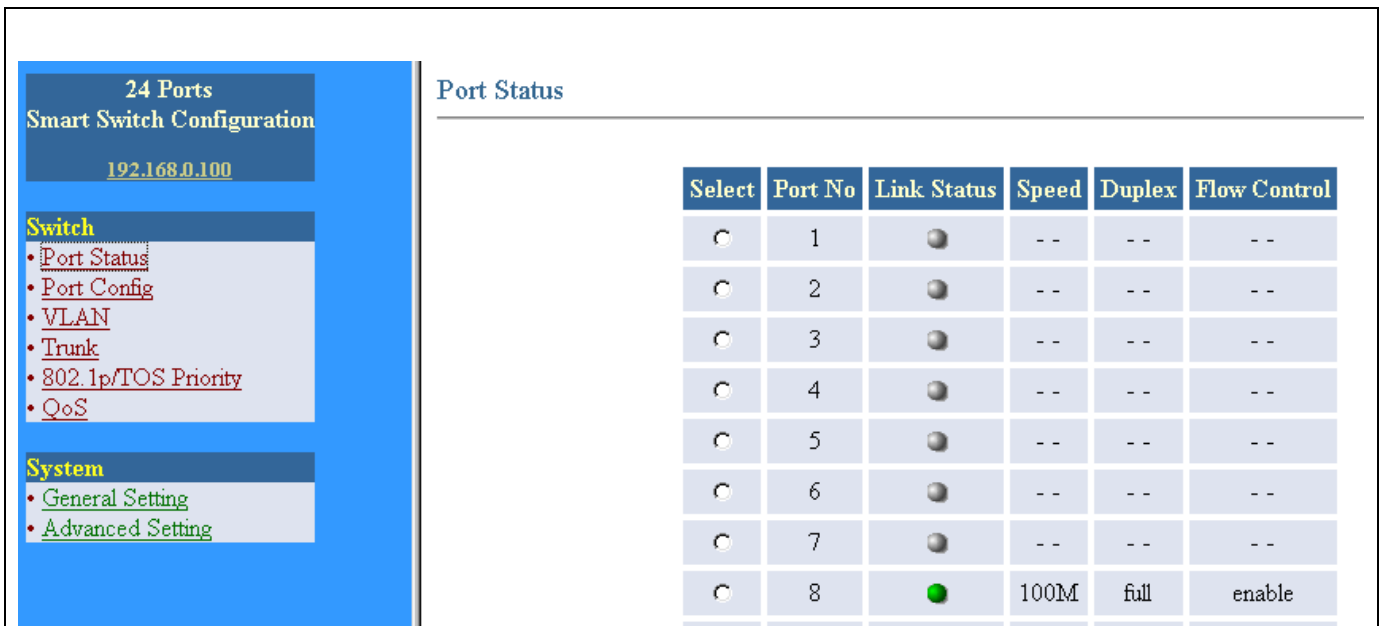 24 Ports
Smart Switch Configuration
192.168.0.100
Switch
• Port Status
• Port Config
• VLAN
• Trunk
• 802.1p/TOS Priority
• QoS
System
• General Setting
• Advanced Setting
Port Status
Select Port No Link Status Speed Duplex Flow Control
1 - - - - - -
2 - - - - - -
3 - - - - - -
4 - - - - - -
5 - - - - - -
6 - - - - - -
7 - - - - - -
8 100M full enable